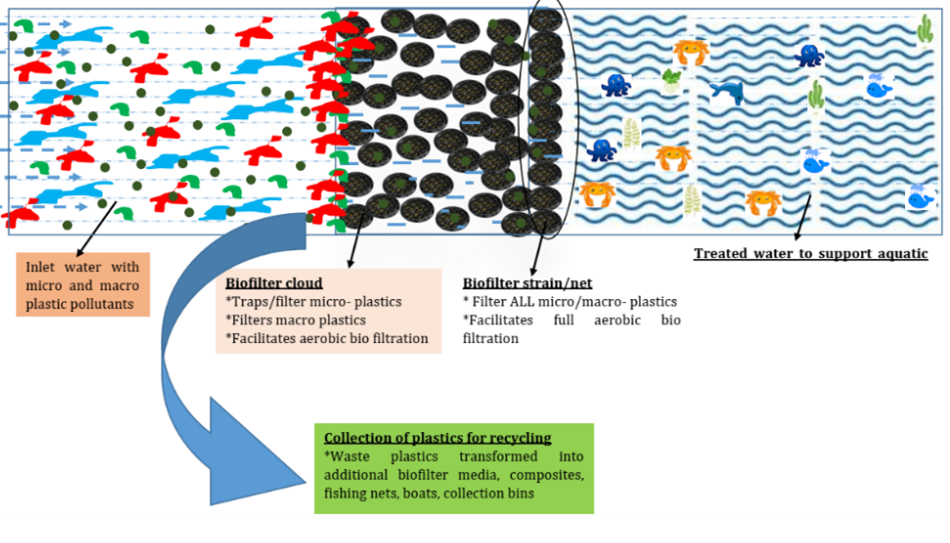 Inlet water with
micro and macro
plastic pollutants
Biofilter cloud
*Traps/filter micro- plastics
*Filters macro plastics
*Facilitates aerobic bio filtration
Biofilter strain/net
* Filter ALL micro/macro- plastics
*Facilitates full aerobic bio
filtration
Treated water to support aquatic
Collection of plastics for recycling
*Waste plastics transformed into
additional biofilter media, composites,
fishing nets, boats, collection bins